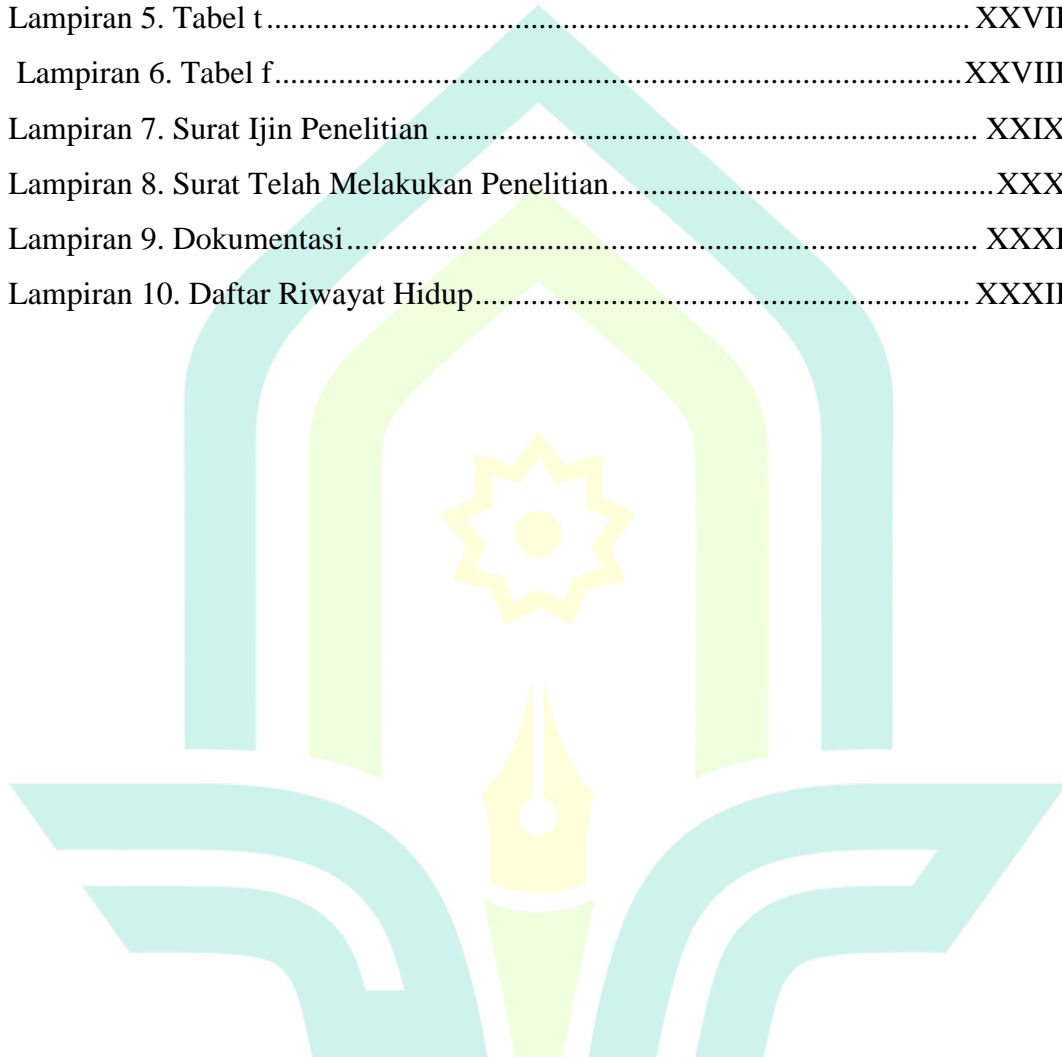 Lampiran 5. Tabel t ........................................................................................ XXVII
Lampiran 6. Tabel f ...................................................................................... XXVIII
Lampiran 7. Surat Ijin Penelitian .................................................................... XXIX
Lampiran 8. Surat Telah Melakukan Penelitian ................................................ XXX
Lampiran 9. Dokumentasi ............................................................................... XXXI
Lampiran 10. Daftar Riwayat Hidup .............................................................. XXXII